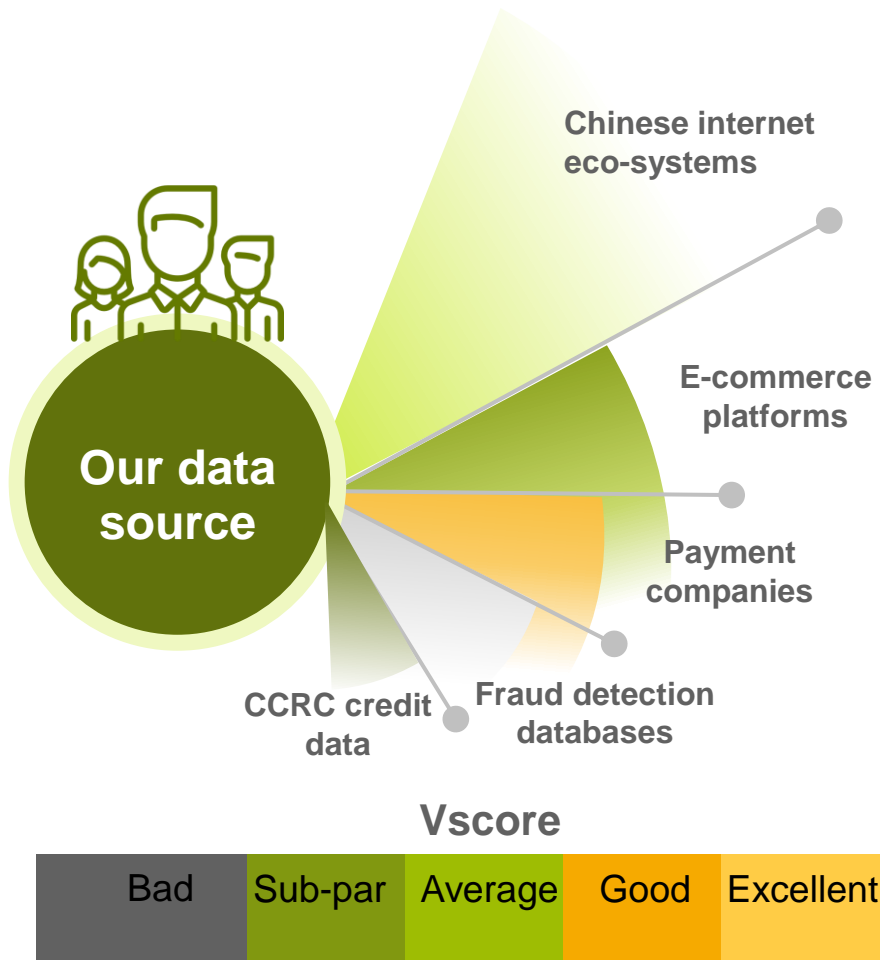 Chinese internet
eco-systems
E-commerce
platforms
Our data
source
Payment
companies
Fraud detection
databases
CCRC credit
data
Vscore
Bad Sub-par Average Good Excellent